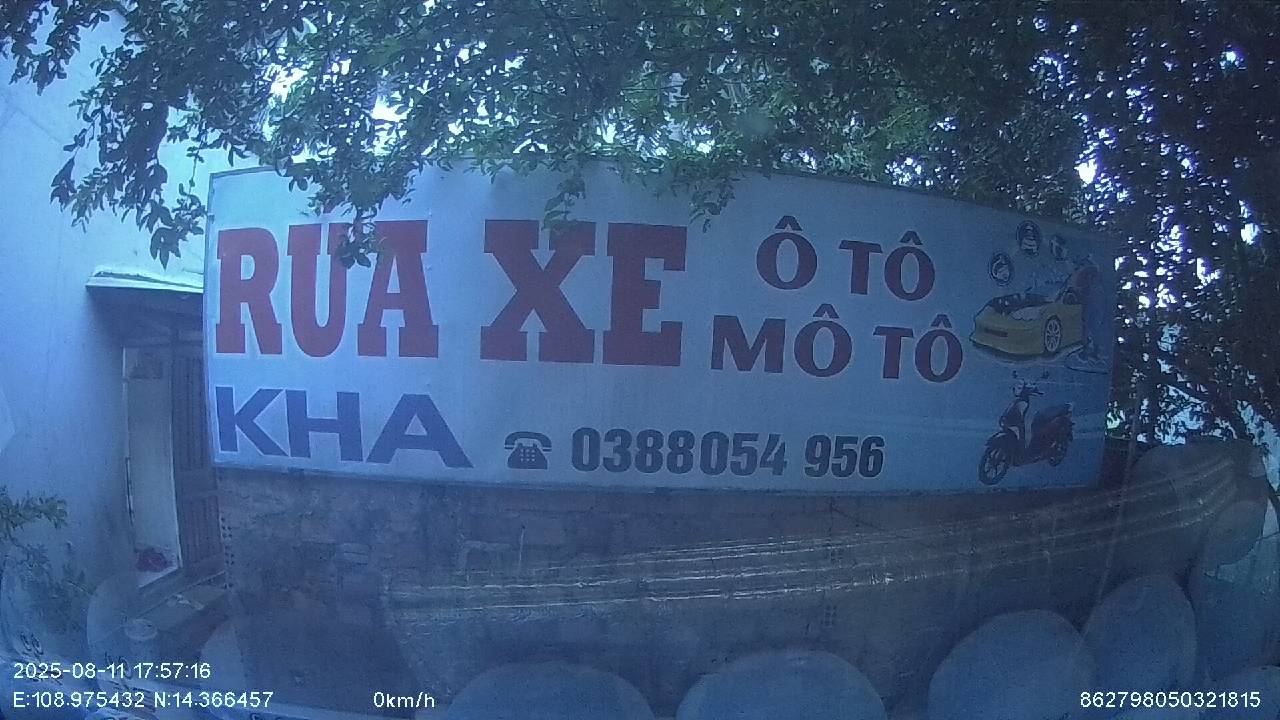 RỬA XE Ô TÔ
MÔ TÔ
KHA 0388054 956
2025-08-11 17:57:16
E:108.975432 N:14.366457 0km/h 862798050321815